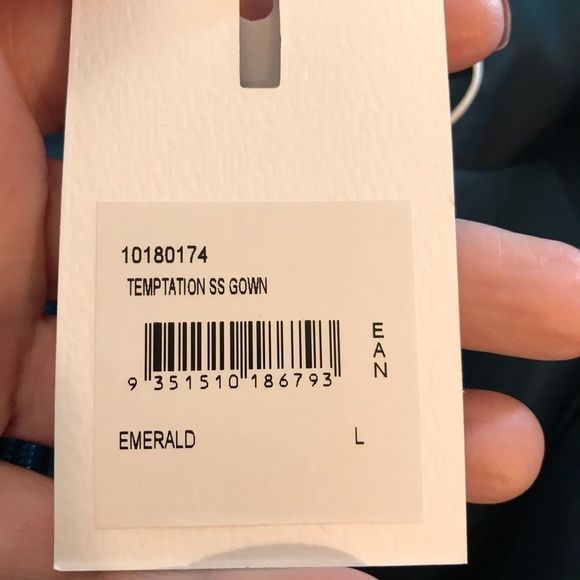 10180174
TEMPTATION SS GOWN
EAN
9 351510 186793
EMERALD L